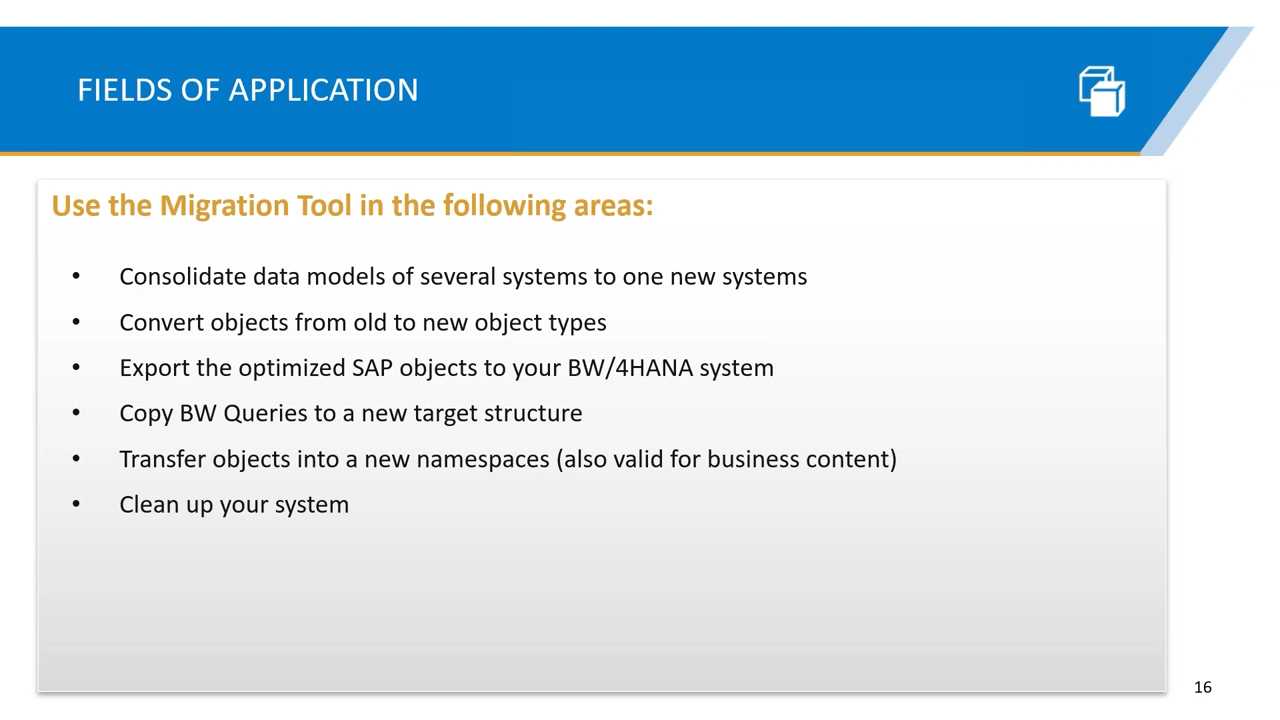 FIELDS OF APPLICATION
Use the Migration Tool in the following areas:
• Consolidate data models of several systems to one new systems
• Convert objects from old to new object types
• Export the optimized SAP objects to your BW/4HANA system
• Copy BW Queries to a new target structure
• Transfer objects into a new namespaces (also valid for business content)
• Clean up your system
16